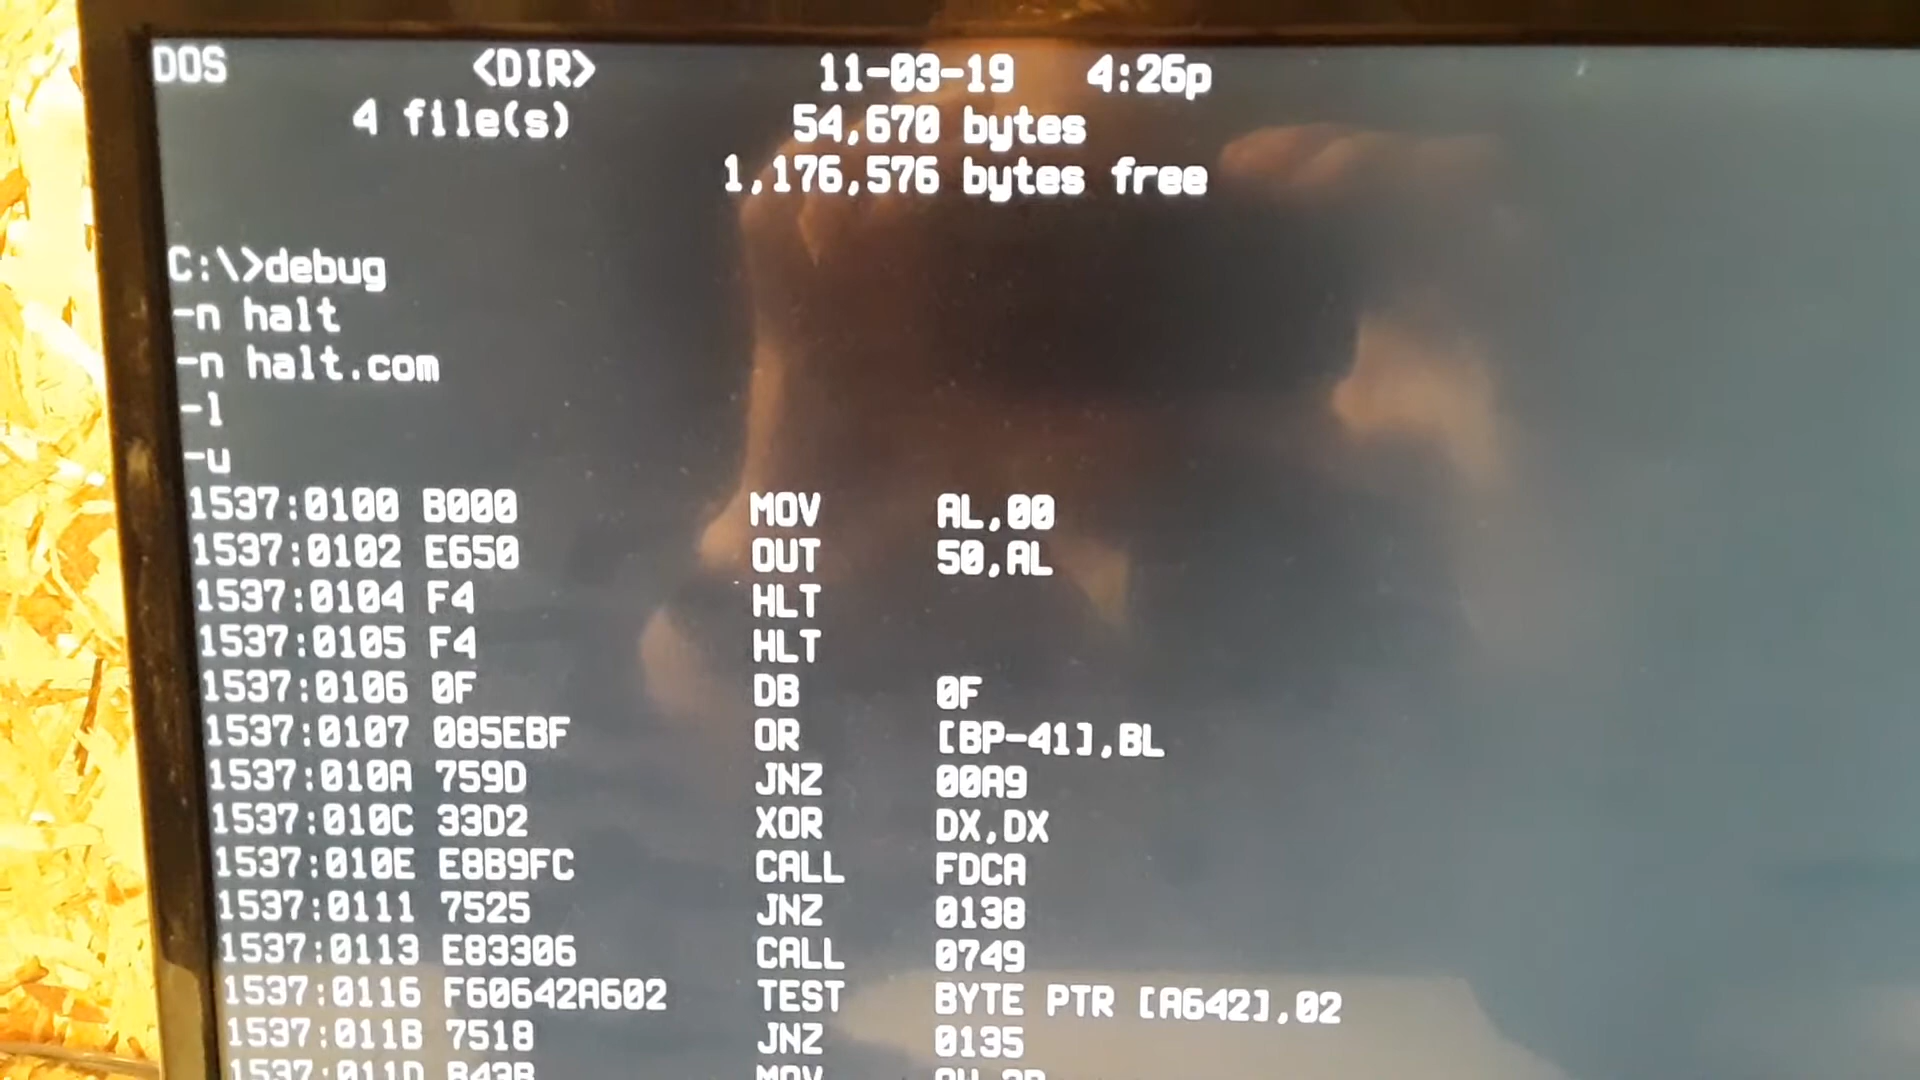 DOS <DIR> 11-03-19 4:26p
4 file(s) 54,670 bytes
1,176,576 bytes free
C:\>debug
-n halt
-n halt.com
-l
-u
1537:0100 B000 MOV AL,00
1537:0102 E650 OUT 50,AL
1537:0104 F4 HLT
1537:0105 F4 HLT
1537:0106 0F DB 0F
1537:0107 085EBF OR [BP-41],BL
1537:010A 759D JNZ 00A9
1537:010C 33D2 XOR DX,DX
1537:010E E8B9FC CALL FDCA
1537:0111 7525 JNZ 0138
1537:0113 E83306 CALL 0749
1537:0116 F60642A602 TEST BYTE PTR [A642],02
1537:011B 7518 JNZ 0135
1537:011D B43B MOV